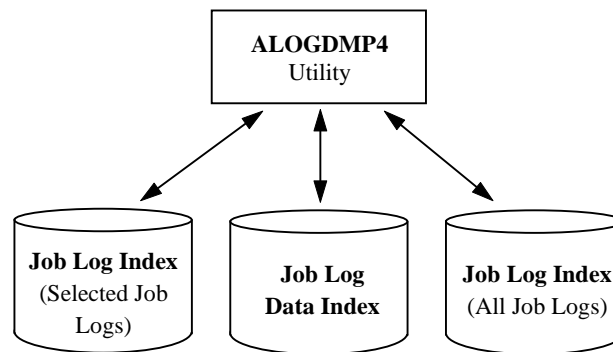 ALOGDMP4
Utility
Job Log Index
(Selected Job
Logs)
Job Log
Data Index
Job Log Index
(All Job Logs)